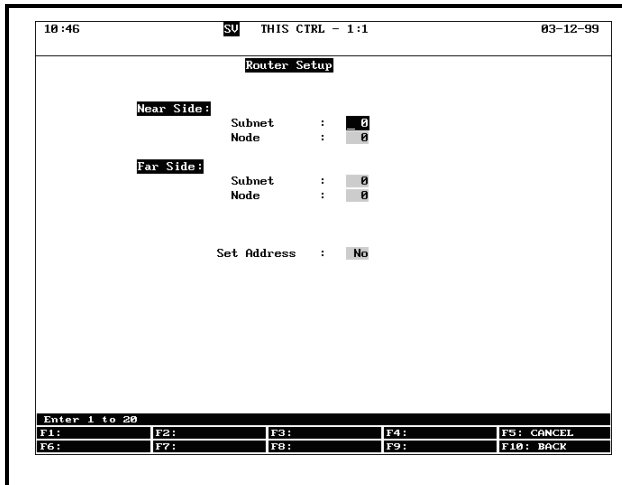 10:46 SV THIS CTRL - 1:1 03-12-99
Router Setup
Near Side:
Subnet : 0
Node : 0
Far Side:
Subnet : 0
Node : 0
Set Address : No
Enter 1 to 20
F1: F2: F3: F4: F5: CANCEL
F6: F7: F8: F9: F10: BACK